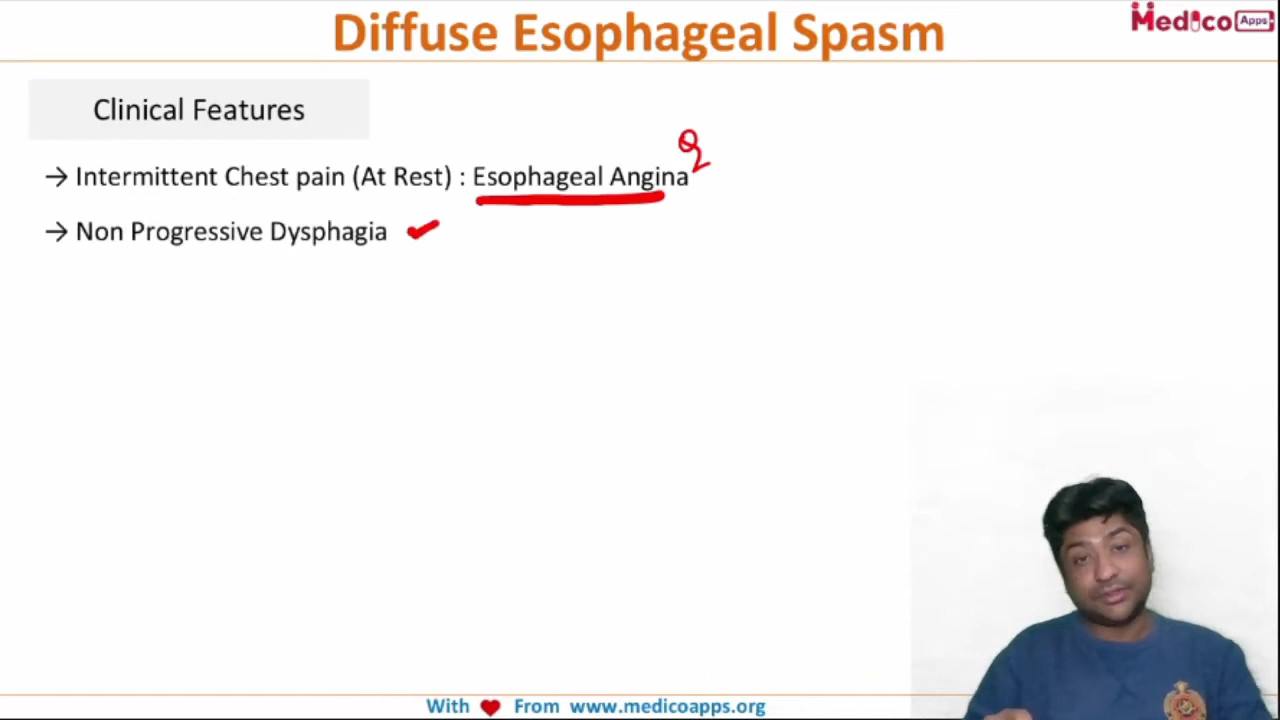 Diffuse Esophageal Spasm
Medico Apps
Clinical Features
→ Intermittent Chest pain (At Rest) : Esophageal Angina Q
→ Non Progressive Dysphagia ✓
With ❤ From www.medicoapps.org